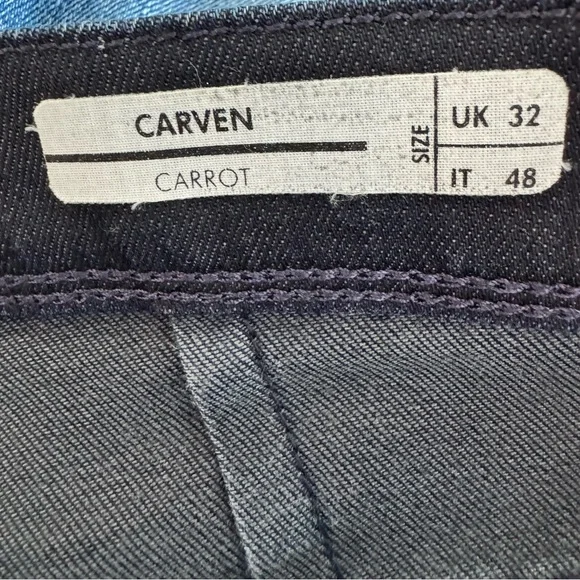 CARVEN
CARROT
SIZE
UK 32
IT 48